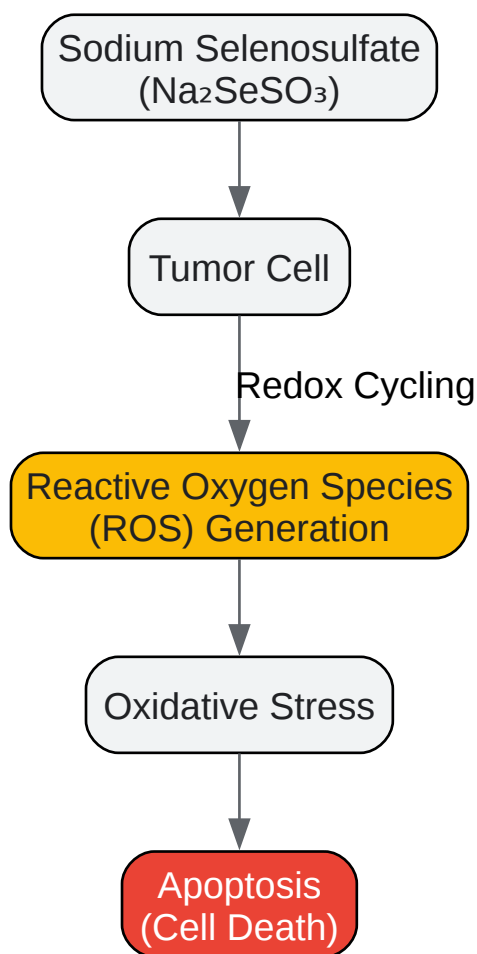 Sodium Selenosulfate
(Na₂SeSO₃)
Tumor Cell
Redox Cycling
Reactive Oxygen Species
(ROS) Generation
Oxidative Stress
Apoptosis
(Cell Death)